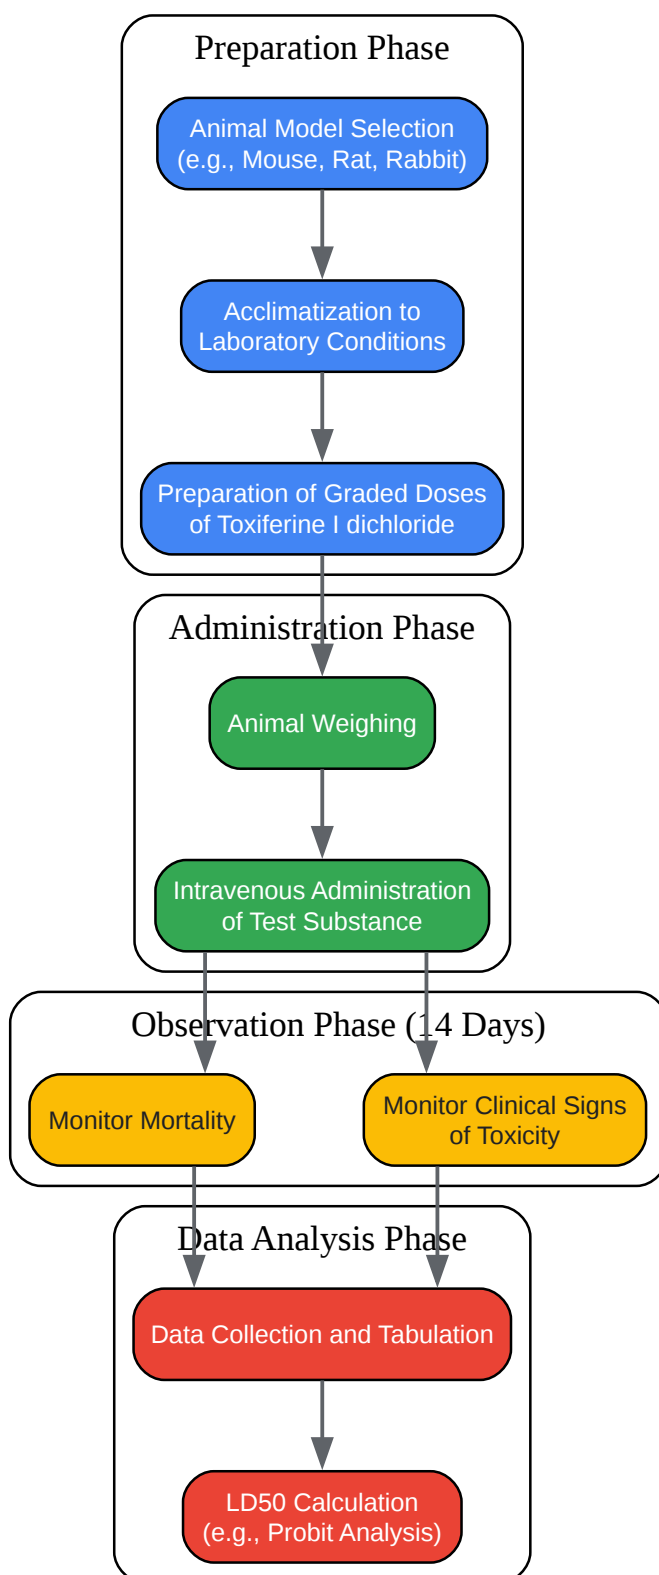 Preparation Phase
Animal Model Selection
(e.g., Mouse, Rat, Rabbit)
Acclimatization to
Laboratory Conditions
Preparation of Graded Doses
of Toxiferine I dichloride
Administration Phase
Animal Weighing
Intravenous Administration
of Test Substance
Observation Phase (14 Days)
Monitor Mortality
Monitor Clinical Signs
of Toxicity
Data Analysis Phase
Data Collection and Tabulation
LD50 Calculation
(e.g., Probit Analysis)